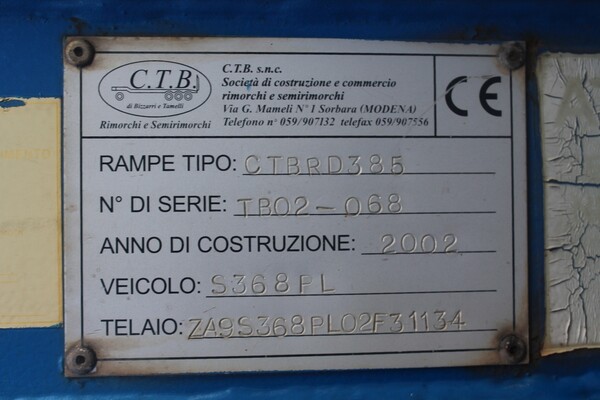 C.T.B.
di Bizzarri e Tamelli
Rimorchi e Semirimorchi
C.T.B. s.n.c.
Società di costruzione e commercio
rimorchi e semirimorchi
Via G. Mameli N° 1 Sorbara (MODENA)
Telefono n° 059/907132 telefax 059/907556
CE
RAMPE TIPO: CTBRD385
N° DI SERIE: TB02-068
ANNO DI COSTRUZIONE: 2002
VEICOLO: S368PL
TELAIO: ZA9S368PL02F31134